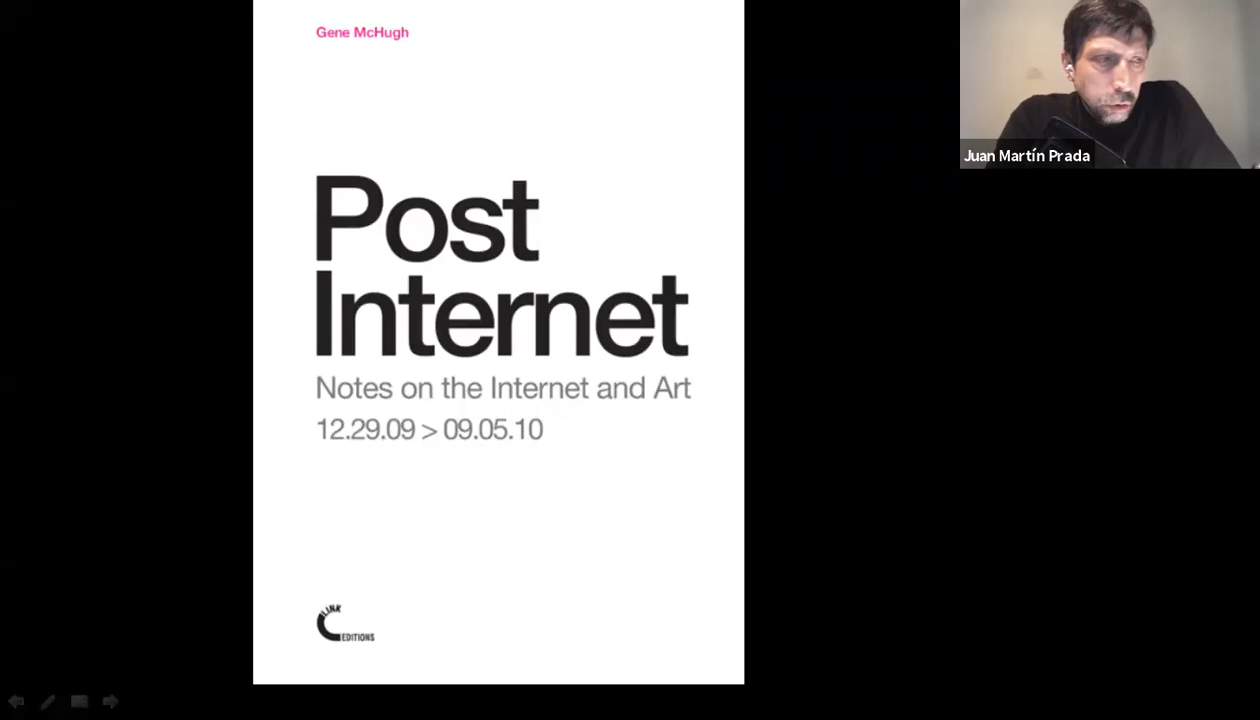 Gene McHugh
Post
Internet
Notes on the Internet and Art
12.29.09 > 09.05.10
LINK
EDITIONS
Juan Martín Prada